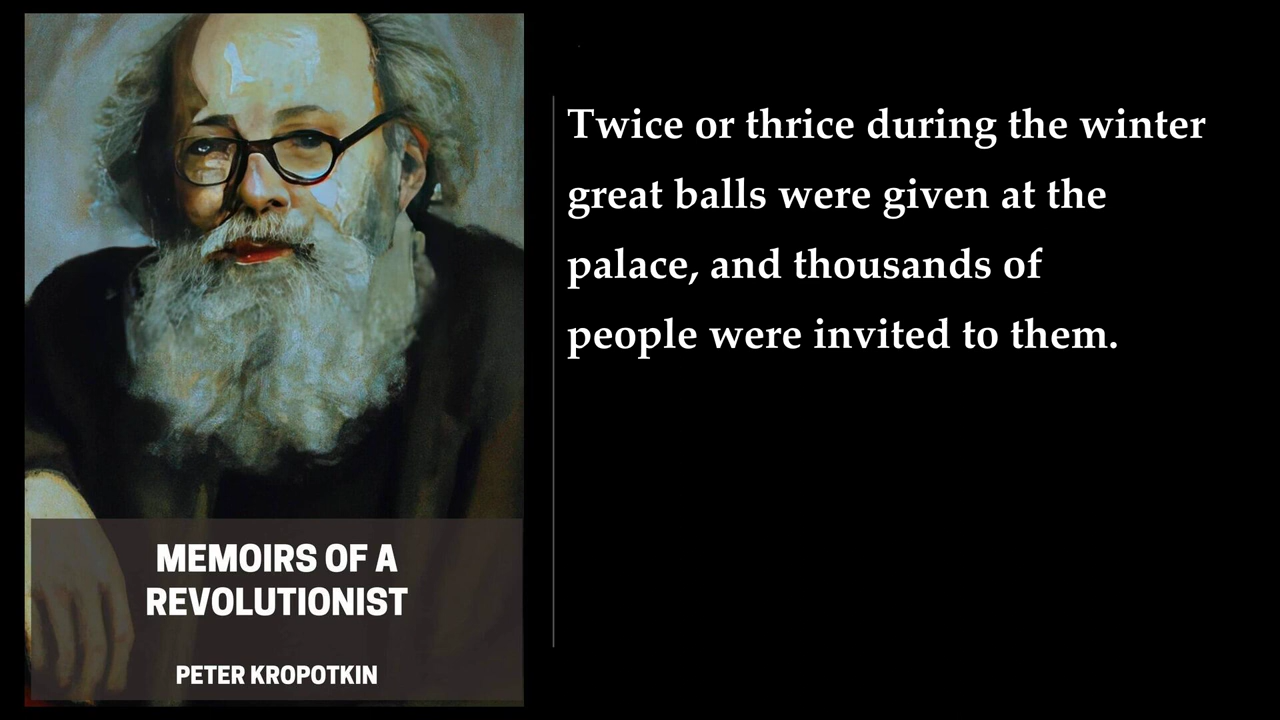 MEMOIRS OF A
REVOLUTIONIST
PETER KROPOTKIN
Twice or thrice during the winter
great balls were given at the
palace, and thousands of
people were invited to them.